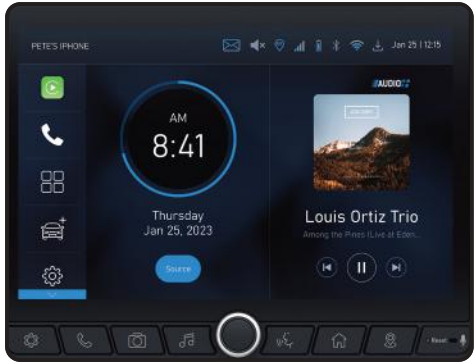 PETE'S IPHONE
Jan 25 | 12:15
AUDIO
AM
8:41
Thursday
Jan 25, 2023
Source
Louis Ortiz Trio
Among the Pines (Live at Eden...
Reset